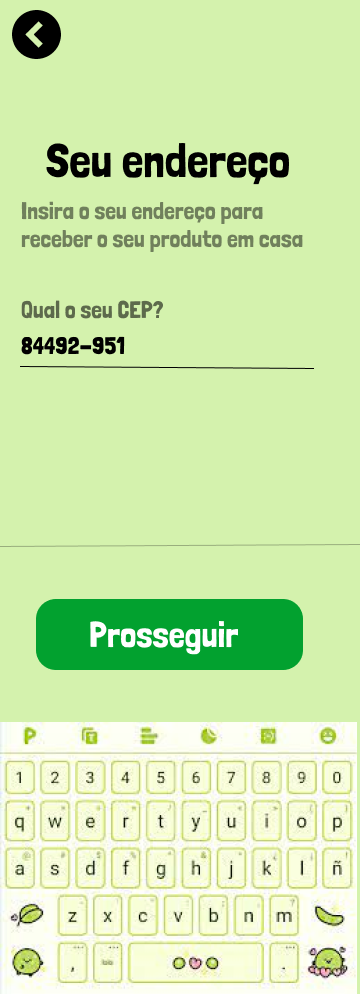 Seu endereço
Insira o seu endereço para
receber o seu produto em casa
Qual o seu CEP?
84492-951
Prosseguir
1 2 3 4 5 6 7 8 9 0
q w e r t y u i o p
a s d f g h j k l ñ
z x c v b n m
, .